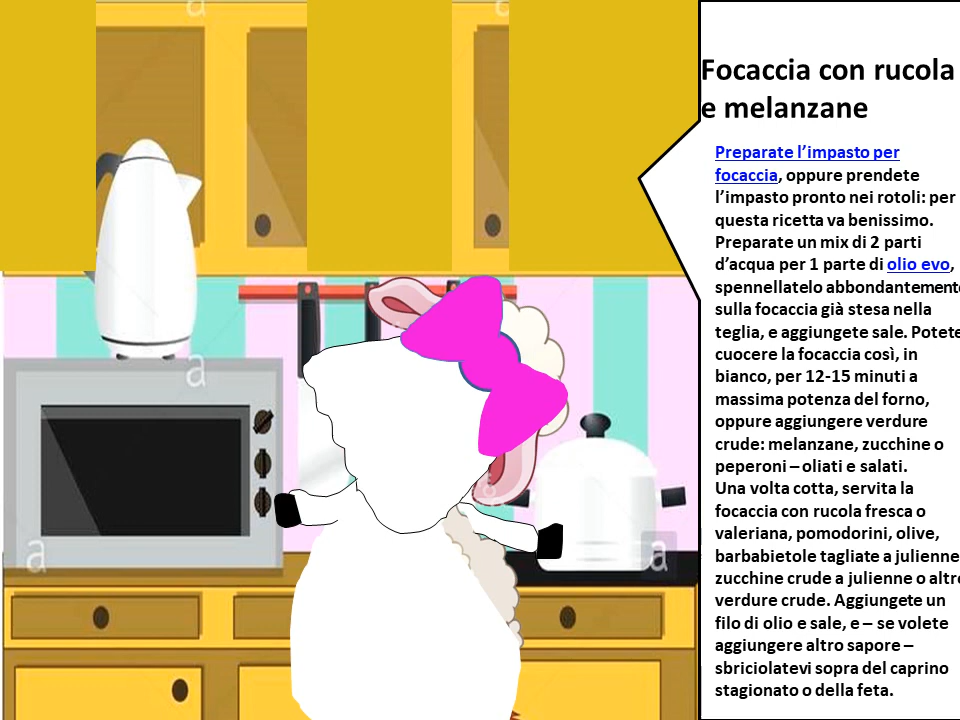 a
a
Focaccia con rucola
e melanzane
Preparate l’impasto per
focaccia, oppure prendete
l’impasto pronto nei rotoli: per
questa ricetta va benissimo.
Preparate un mix di 2 parti
d’acqua per 1 parte di olio evo,
spennellatelo abbondantemente
sulla focaccia già stesa nella
teglia, e aggiungete sale. Potete
cuocere la focaccia così, in
bianco, per 12-15 minuti a
massima potenza del forno,
oppure aggiungere verdure
crude: melanzane, zucchine o
peperoni – oliati e salati.
Una volta cotta, servita la
focaccia con rucola fresca o
valeriana, pomodorini, olive,
barbabietole tagliate a julienne
zucchine crude a julienne o altre
verdure crude. Aggiungete un
filo di olio e sale, e – se volete
aggiungere altro sapore –
sbriciolatevi sopra del caprino
stagionato o della feta.
a
a
a
a